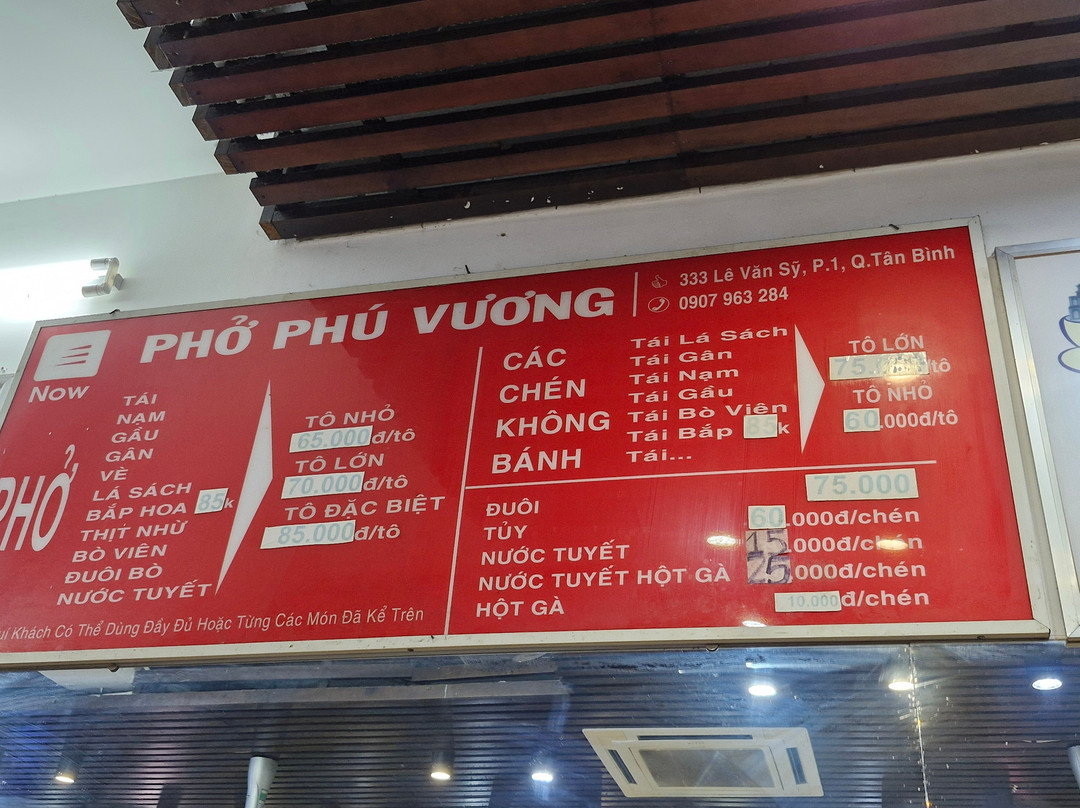 PHỞ PHÚ VƯƠNG
333 Lê Văn Sỹ, P.1, Q.Tân Bình
0907 963 284
Now
PHỞ
TÁI
NẠM
GẦU
GÂN
VÈ
LÁ SÁCH
BẮP HOA 85k
THỊT NHỪ
BÒ VIÊN
ĐUÔI BÒ
NƯỚC TUYẾT
TÔ NHỎ
65.000đ/tô
TÔ LỚN
70.000đ/tô
TÔ ĐẶC BIỆT
85.000đ/tô
Khách Có Thể Dùng Đầy Đủ Hoặc Từng Các Món Đã Kể Trên
CÁC
CHÉN
KHÔNG
BÁNH
Tái Lá Sách
Tái Gân
Tái Nạm
Tái Gầu
Tái Bò Viên
Tái Bắp 85k
Tái...
TÔ LỚN
75.000đ/tô
TÔ NHỎ
60.000đ/tô
ĐUÔI 75.000
TỦY 60.000đ/chén
NƯỚC TUYẾT 15.000đ/chén
NƯỚC TUYẾT HỘT GÀ 25.000đ/chén
HỘT GÀ 10.000đ/chén